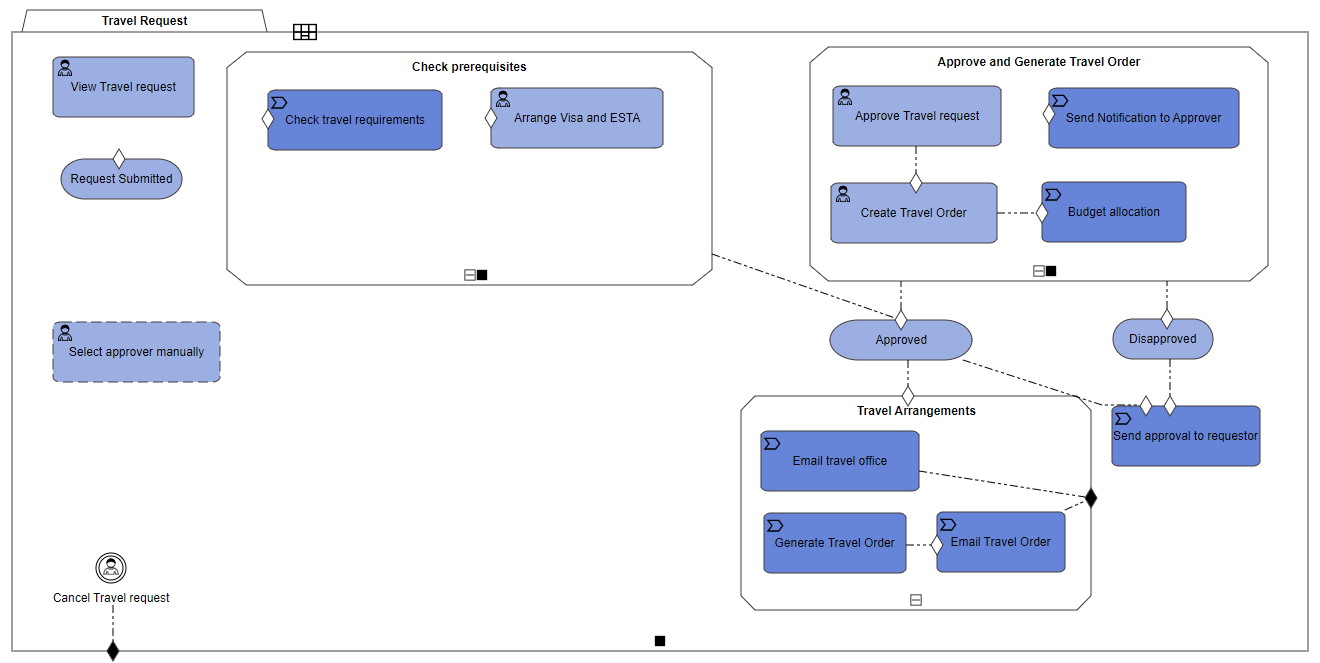 Travel Request
View Travel request
Request Submitted
Check prerequisites
Check travel requirements
Arrange Visa and ESTA
Approve and Generate Travel Order
Approve Travel request
Send Notification to Approver
Create Travel Order
Budget allocation
Select approver manually
Approved
Disapproved
Travel Arrangements
Email travel office
Send approval to requestor
Generate Travel Order
Email Travel Order
Cancel Travel request